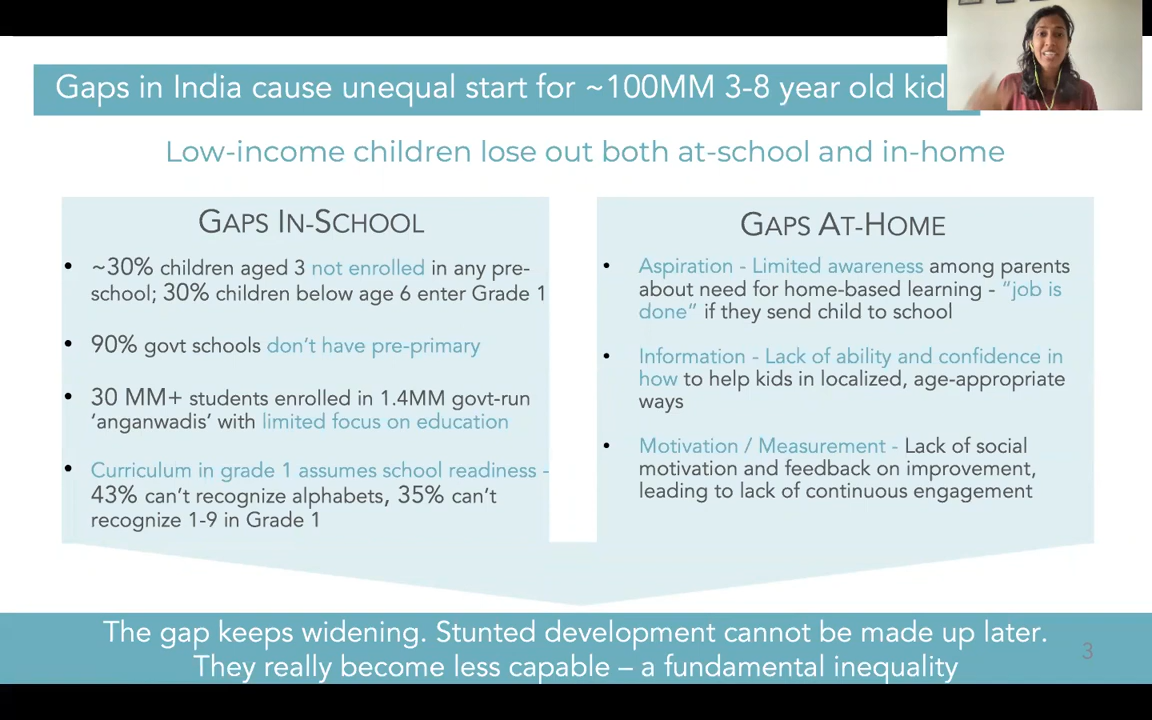 Gaps in India cause unequal start for ~100MM 3-8 year old kid
Low-income children lose out both at-school and in-home
GAPS IN-SCHOOL
• ~30% children aged 3 not enrolled in any pre-
school; 30% children below age 6 enter Grade 1
• 90% govt schools don't have pre-primary
• 30 MM+ students enrolled in 1.4MM govt-run
'anganwadis' with limited focus on education
• Curriculum in grade 1 assumes school readiness -
43% can't recognize alphabets, 35% can't
recognize 1-9 in Grade 1
GAPS AT-HOME
• Aspiration - Limited awareness among parents
about need for home-based learning - “job is
done” if they send child to school
• Information - Lack of ability and confidence in
how to help kids in localized, age-appropriate
ways
• Motivation / Measurement - Lack of social
motivation and feedback on improvement,
leading to lack of continuous engagement
The gap keeps widening. Stunted development cannot be made up later.
They really become less capable – a fundamental inequality
3